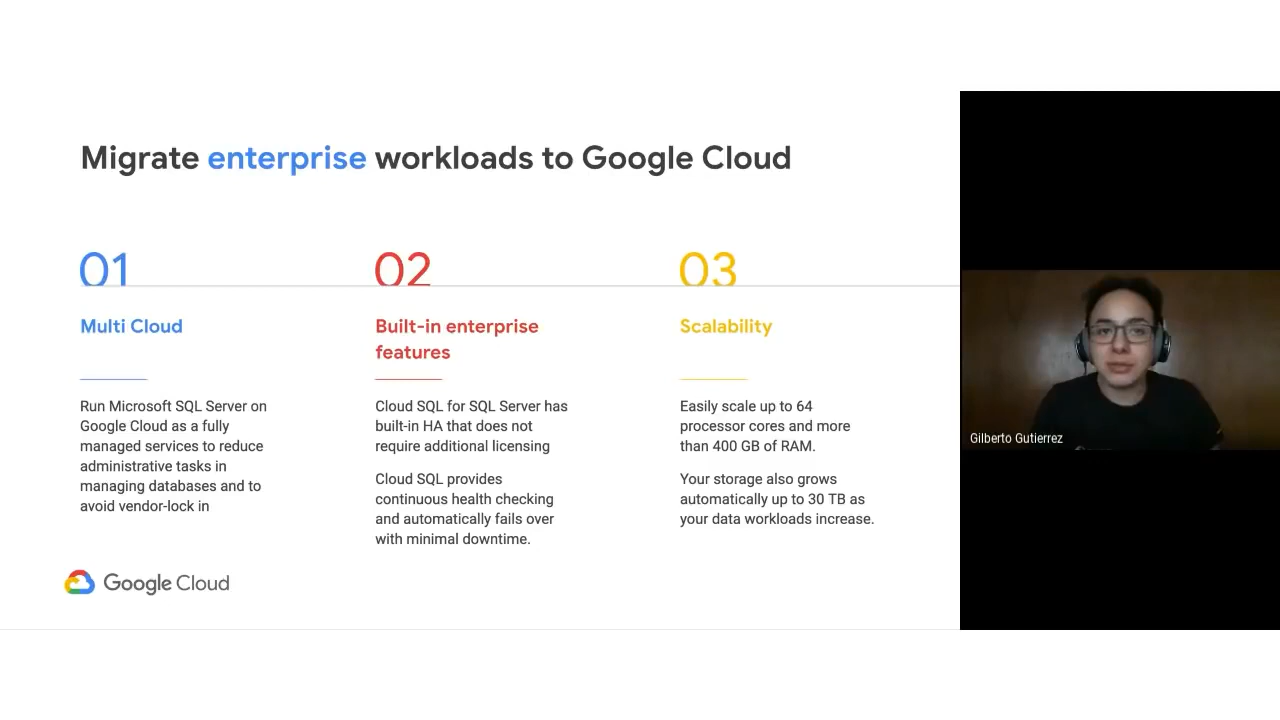 Migrate enterprise workloads to Google Cloud
01
Multi Cloud
Run Microsoft SQL Server on
Google Cloud as a fully
managed services to reduce
administrative tasks in
managing databases and to
avoid vendor-lock in
02
Built-in enterprise
features
Cloud SQL for SQL Server has
built-in HA that does not
require additional licensing
Cloud SQL provides
continuous health checking
and automatically fails over
with minimal downtime.
03
Scalability
Easily scale up to 64
processor cores and more
than 400 GB of RAM.
Your storage also grows
automatically up to 30 TB as
your data workloads increase.
Google Cloud
Gilberto Gutierrez